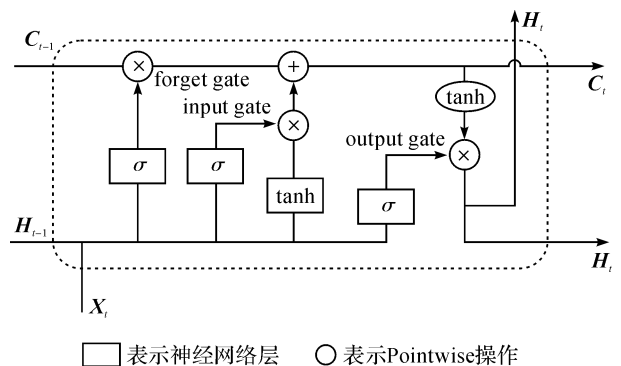 H_t
C_{t-1}
× +
forget gate
C_t
tanh
input gate
×
output gate
×
σ σ
tanh
σ
H_{t-1}
H_t
X_t
表示神经网络层 表示Pointwise操作